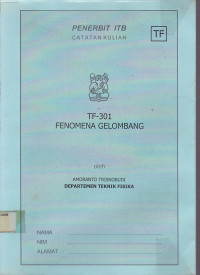 PENERBIT ITB
CATATAN KULIAH
TF
TF-301
FENOMENA GELOMBANG
oleh
AMORANTO TRISNOBUDI
DEPARTEMEN TEKNIK FISIKA
NAMA
NIM
ALAMAT